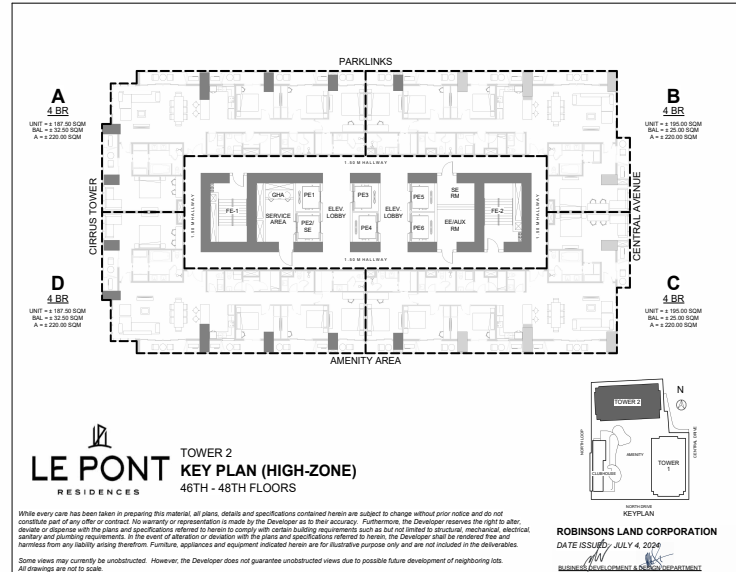 PARKLINKS
A
4 BR
UNIT = ± 187.50 SQM
BAL = ± 32.50 SQM
A = ± 220.00 SQM
B
4 BR
UNIT = ± 195.00 SQM
BAL = ± 25.00 SQM
A = ± 220.00 SQM
CIRRUS TOWER
CENTRAL AVENUE
1.50 M HALLWAY
1.50 M HALLWAY
1.50 M HALLWAY
1.50 M HALLWAY
FE-1
GHA
SERVICE
AREA
PE1
PE2/
SE
ELEV.
LOBBY
PE3
PE4
ELEV.
LOBBY
PE5
PE6
SE
RM
EE/AUX
RM
FE-2
D
4 BR
UNIT = ± 187.50 SQM
BAL = ± 32.50 SQM
A = ± 220.00 SQM
C
4 BR
UNIT = ± 195.00 SQM
BAL = ± 25.00 SQM
A = ± 220.00 SQM
AMENITY AREA
LE PONT
RESIDENCES
TOWER 2
KEY PLAN (HIGH-ZONE)
46TH - 48TH FLOORS
N
TOWER 2
NORTH LOOP
CENTRAL DRIVE
AMENITY
CLUBHOUSE
TOWER
1
NORTH DRIVE
KEYPLAN
While every care has been taken in preparing this material, all plans, details and specifications contained herein are subject to change without prior notice and do not
constitute part of any offer or contract. No warranty or representation is made by the Developer as to their accuracy. Furthermore, the Developer reserves the right to alter,
deviate or dispense with the plans and specifications referred to herein to comply with certain building requirements such as but not limited to structural, mechanical, electrical,
sanitary and plumbing requirements. In the event of alteration or deviation with the plans and specifications referred to herein, the Developer shall be rendered free and
harmless from any liability arising therefrom. Furniture, appliances and equipment indicated herein are for illustrative purpose only and are not included in the deliverables.
Some views may currently be unobstructed. However, the Developer does not guarantee unobstructed views due to possible future development of neighboring lots.
All drawings are not to scale.
ROBINSONS LAND CORPORATION
DATE ISSUED: JULY 4, 2024
BUSINESS DEVELOPMENT & DESIGN DEPARTMENT